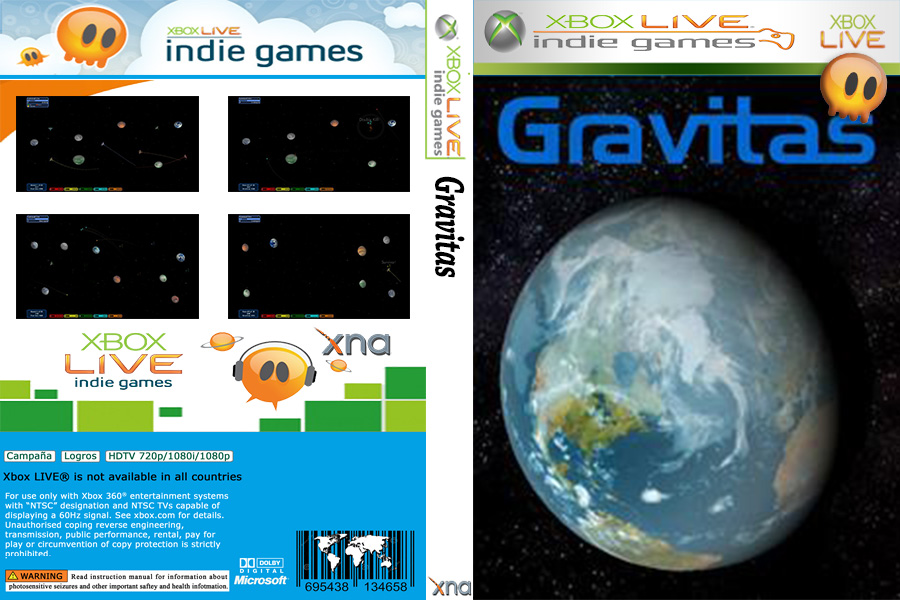 XBOX LIVE
indie games
XBOX LIVE
indie games
Campaña Logros HDTV 720p/1080i/1080p
Xbox LIVE® is not available in all countries
For use only with Xbox 360® entertainment systems
with "NTSC" designation and NTSC TVs capable of
displaying a 60Hz signal. See xbox.com for details.
Unauthorised coping reverse engineering,
transmission, public performance, rental, pay for
play or circumvention of copy protection is strictly
prohibited.
WARNING Read instruction manual for information about
photosensitive seizures and other important saftey and health infotmation.
xna
DOLBY
DIGITAL
Microsoft
695438 134658
XBOX LIVE
indie games
Gravitas
xna
XBOX LIVE
indie games
XBOX
LIVE
Gravitas